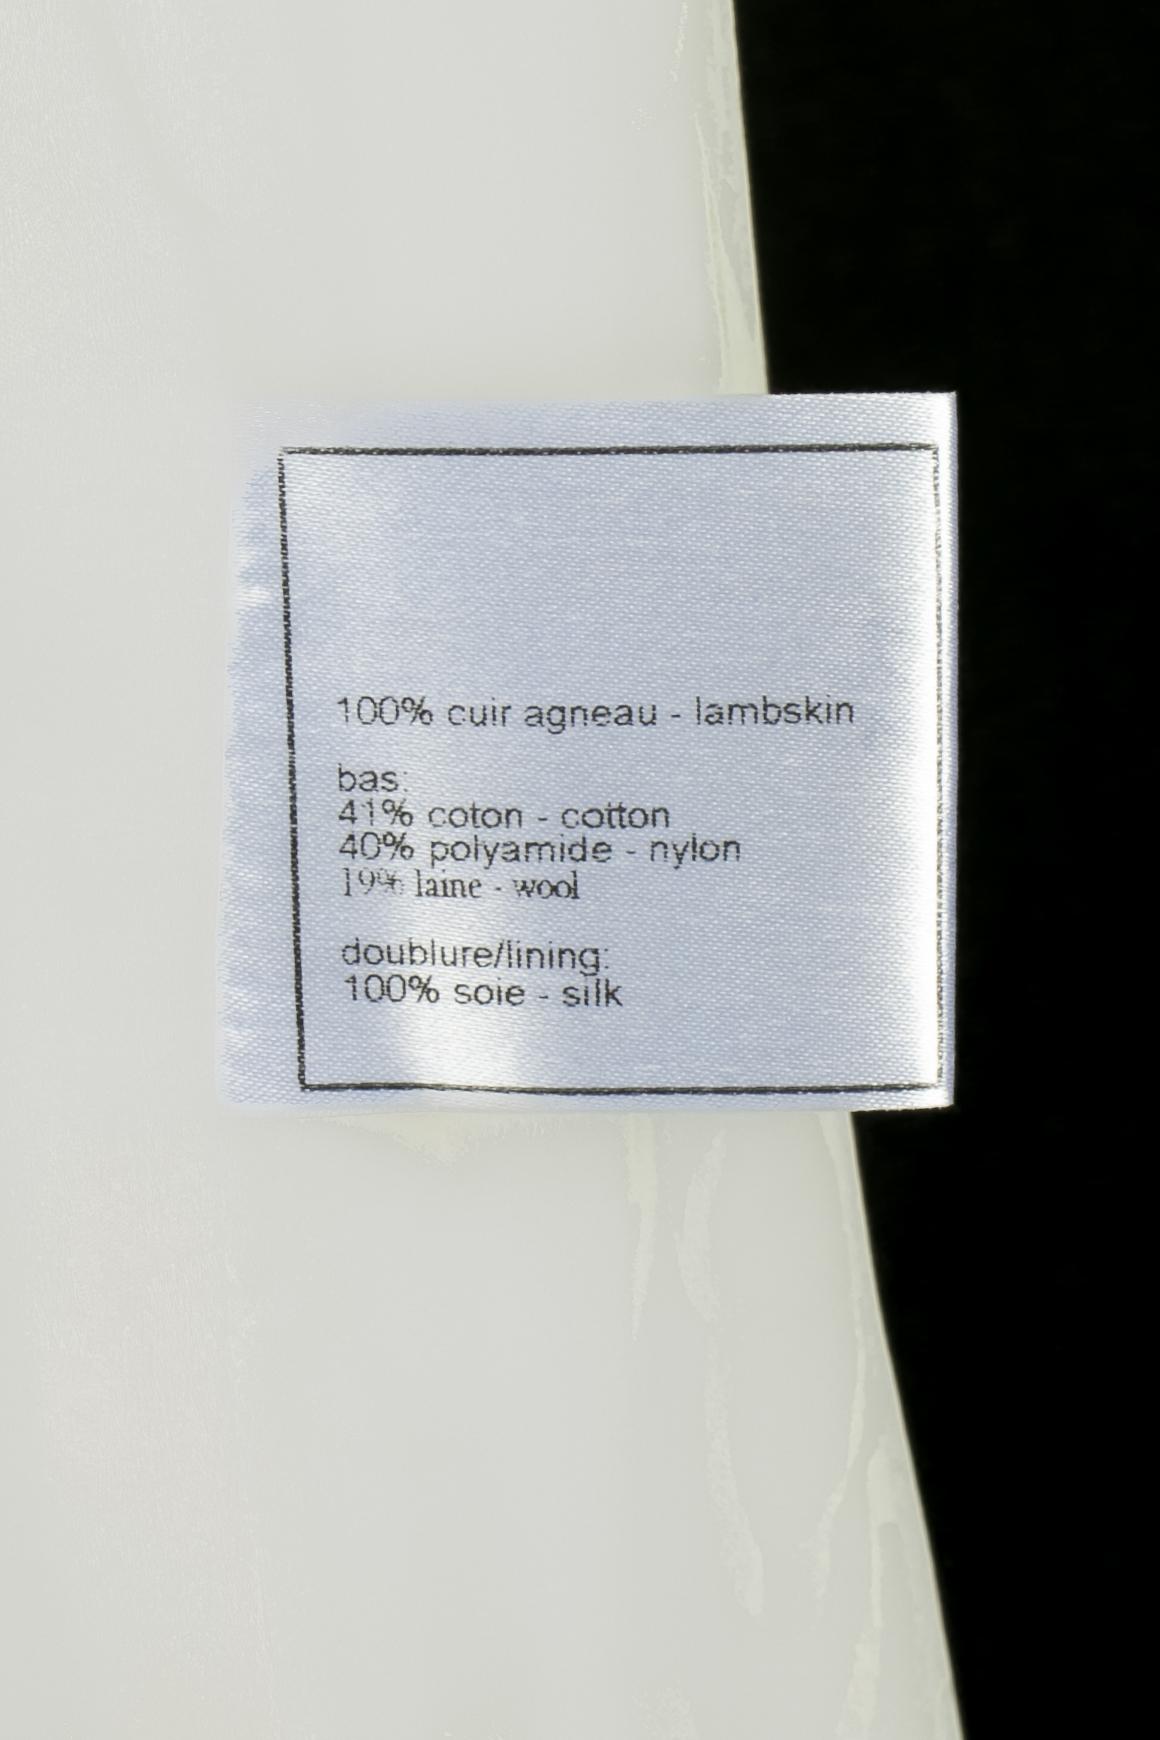 100% cuir agneau - lambskin
bas:
41% coton - cotton
40% polyamide - nylon
19% laine - wool
doublure/lining:
100% soie - silk